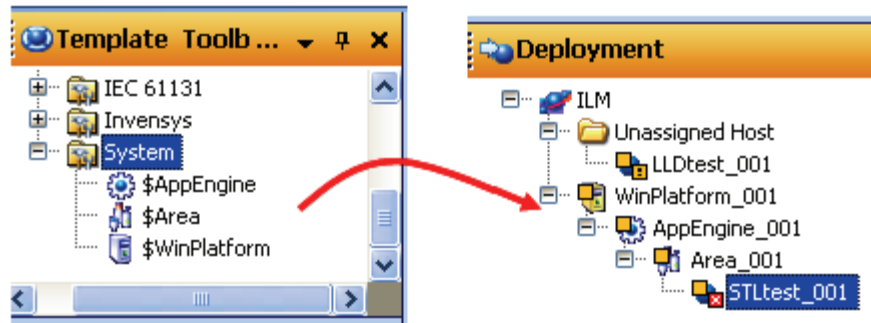 Template Toolb...
IEC 61131
Invensys
System
$AppEngine
$Area
$WinPlatform
Deployment
ILM
Unassigned Host
LLDtest_001
WinPlatform_001
AppEngine_001
Area_001
STLtest_001